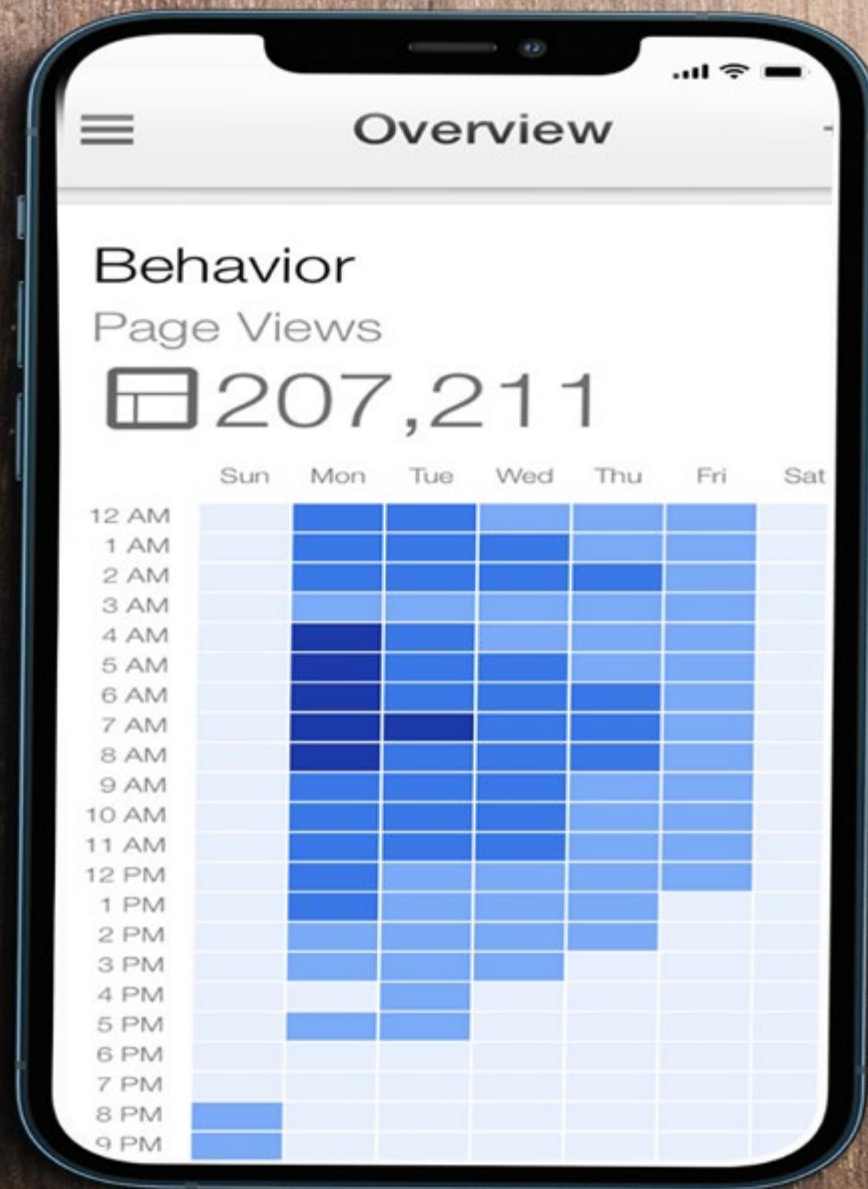 Overview
Behavior
Page Views
207,211
Sun Mon Tue Wed Thu Fri Sat
12 AM
1 AM
2 AM
3 AM
4 AM
5 AM
6 AM
7 AM
8 AM
9 AM
10 AM
11 AM
12 PM
1 PM
2 PM
3 PM
4 PM
5 PM
6 PM
7 PM
8 PM
9 PM